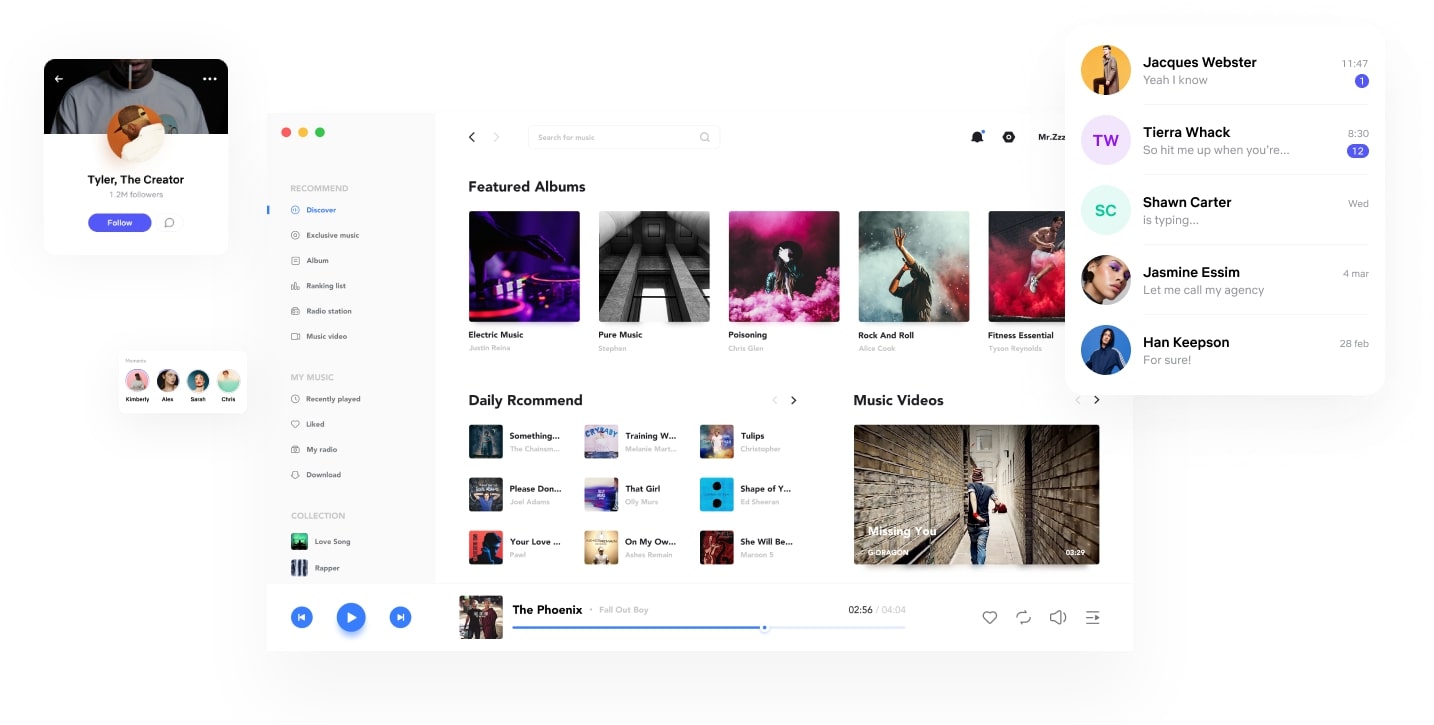 Tyler, The Creator
1.2M followers
Follow
Moments
Kimberly
Alex
Sarah
Chris
Search for music
Mr.Zzz
RECOMMEND
Discover
Exclusive music
Album
Ranking list
Radio station
Music video
MY MUSIC
Recently played
Liked
My radio
Download
COLLECTION
Love Song
Rapper
Featured Albums
Electric Music
Justin Reina
Pure Music
Stephen
Poisoning
Chris Glen
Rock And Roll
Alice Cook
Fitness Essential
Tyson Reynolds
Daily Rcommend
Something...
The Chainsm...
CRYBABY
Training W...
Melanie Mart...
Tulips
Christopher
Please Don...
Joel Adams
That Girl
Olly Murs
Shape of Y...
Ed Sheeran
Your Love ...
Pawl
On My Ow...
Ashes Remain
She Will Be...
Maroon 5
Music Videos
Missing You
G-DRAGON
03:29
The Phoenix • Fall Out Boy
02:56 / 04:04
Jacques Webster 11:47
Yeah I know 1
TW
Tierra Whack 8:30
So hit me up when you're... 12
SC
Shawn Carter Wed
is typing...
Jasmine Essim 4 mar
Let me call my agency
Han Keepson 28 feb
For sure!